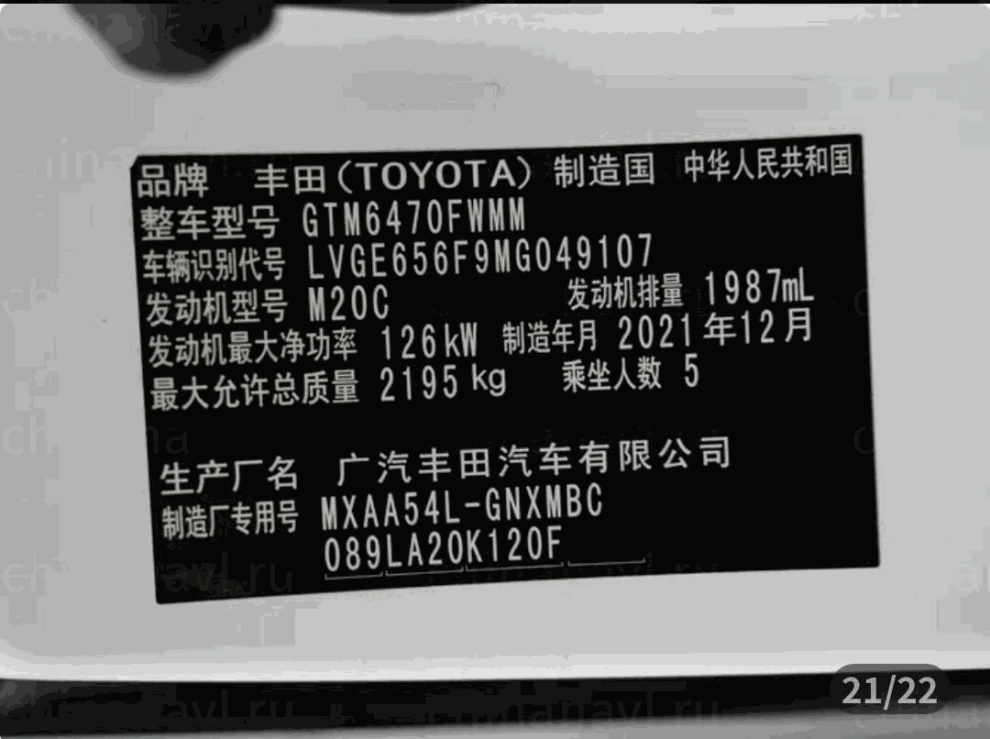 品牌 丰田(TOYOTA) 制造国 中华人民共和国
整车型号 GTM6470FWMM
车辆识别代号 LVGE656F9MG049107
发动机型号 M20C 发动机排量 1987mL
发动机最大净功率 126kW 制造年月 2021年12月
最大允许总质量 2195kg 乘坐人数 5
生产厂名 广汽丰田汽车有限公司
制造厂专用号 MXAA54L-GNXMBC
089LA20K120F
21/22